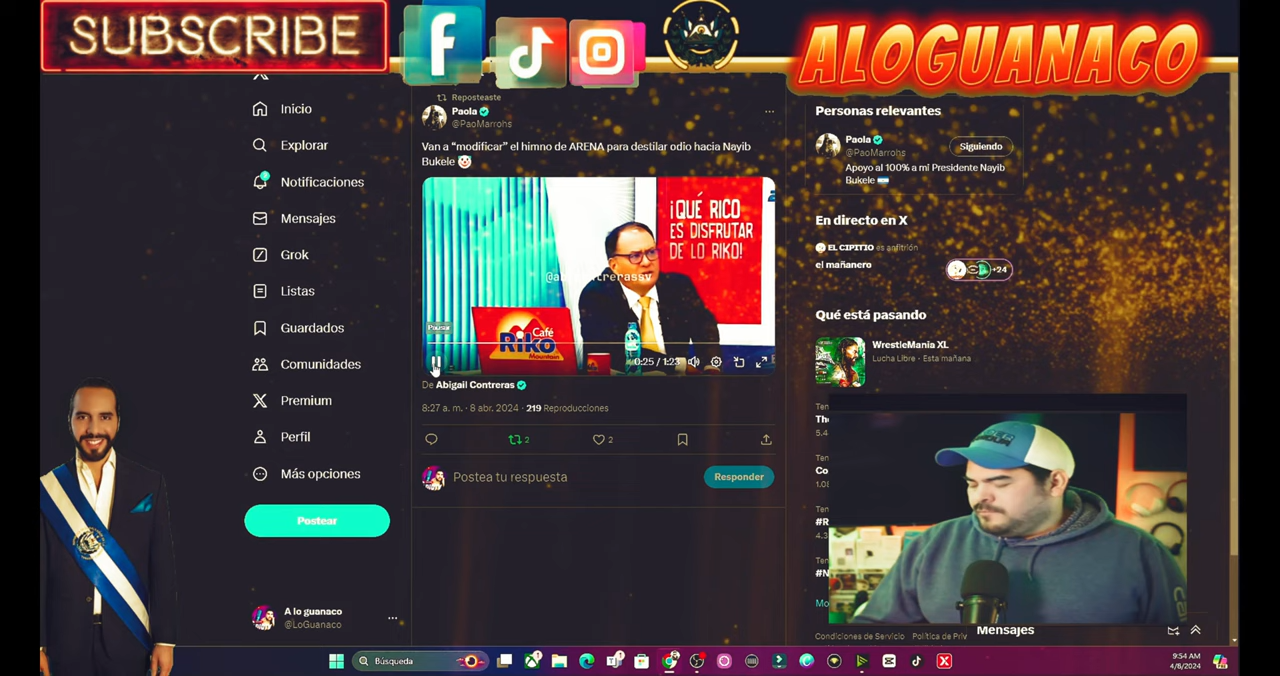 SUBSCRIBE
ALOGUANACO
Inicio
Explorar
Notificaciones
Mensajes
Grok
Listas
Guardados
Comunidades
Premium
Perfil
Más opciones
Postear
A lo guanaco
@LoGuanaco
Reposteaste
Paola
@PaoMarrohs
Van a “modificar” el himno de ARENA para destilar odio hacia Nayib
Bukele
¡QUÉ RICO
ES DISFRUTAR
DE LO RIKO!
Café
Riko
Mountain
Pausar
0:25 / 1:23
De Abigail Contreras
8:27 a. m. · 8 abr. 2024 · 219 Reproducciones
2
2
Postea tu respuesta
Responder
Personas relevantes
Paola
@PaoMarrohs
Siguiendo
Apoyo al 100% a mi Presidente Nayib
Bukele
En directo en X
EL CIPITIO es anfitrión
el mañanero
+24
Qué está pasando
WrestleMania XL
Lucha Libre · Esta mañana
Condiciones de Servicio Política de Priv
Mensajes
Búsqueda
9:54 AM
4/8/2024